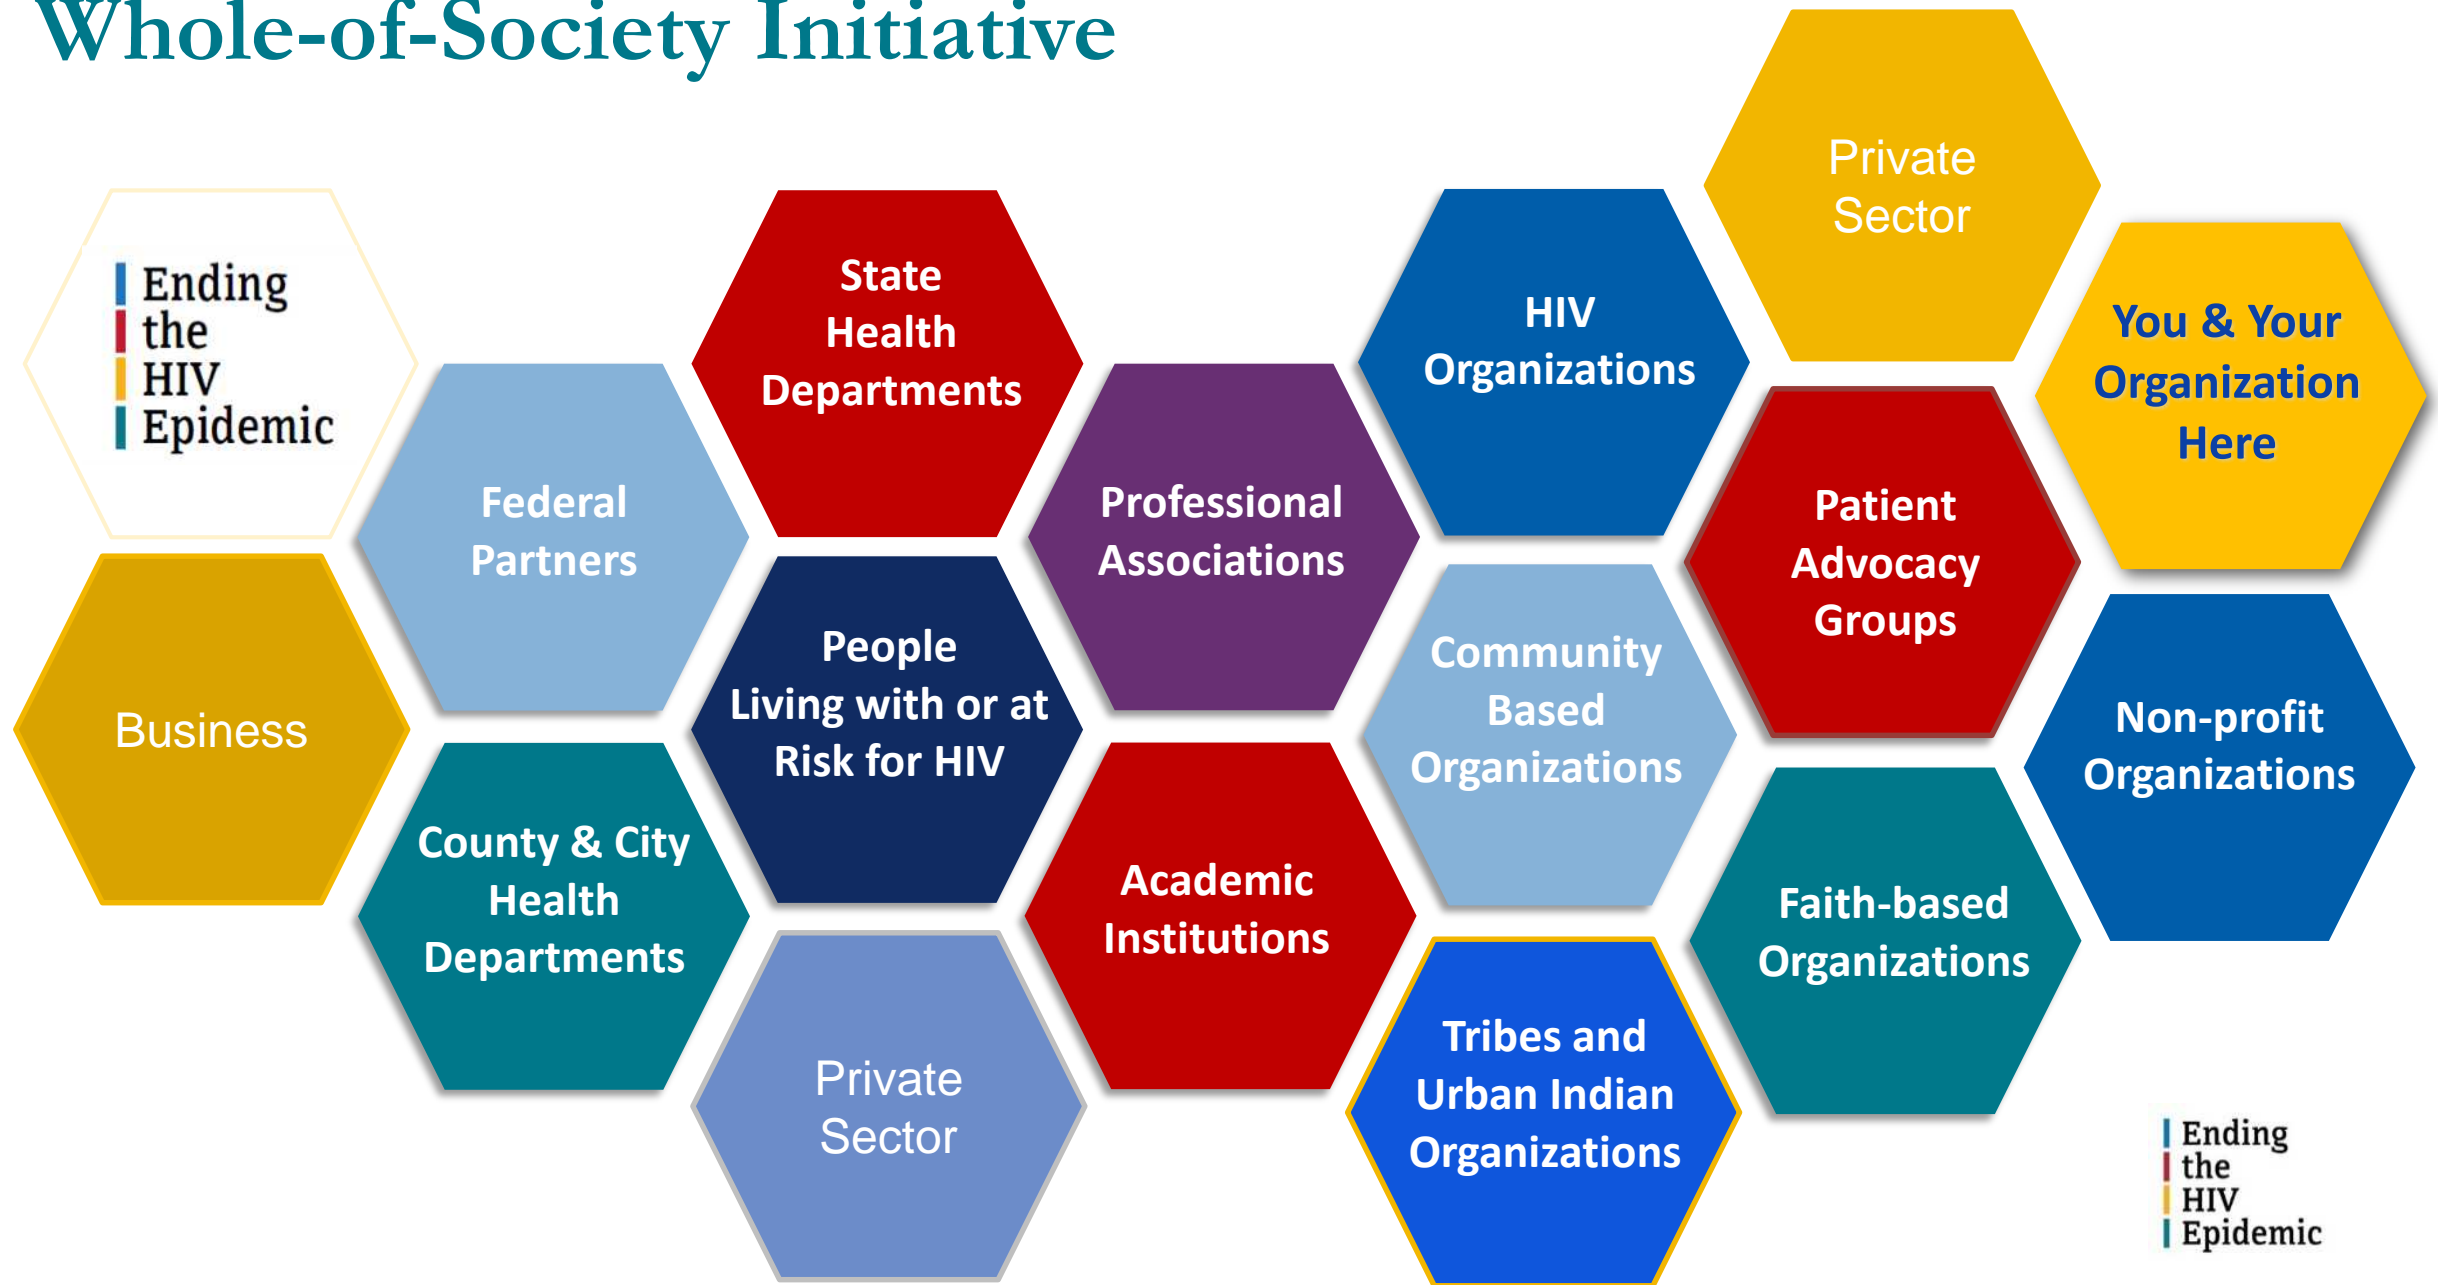 Whole-of-Society Initiative
Ending
the
HIV
Epidemic
Business
Federal
Partners
County & City
Health
Departments
State
Health
Departments
People
Living with or at
Risk for HIV
Private
Sector
Professional
Associations
Academic
Institutions
HIV
Organizations
Community
Based
Organizations
Tribes and
Urban Indian
Organizations
Private
Sector
Patient
Advocacy
Groups
Faith-based
Organizations
You & Your
Organization
Here
Non-profit
Organizations
Ending
the
HIV
Epidemic